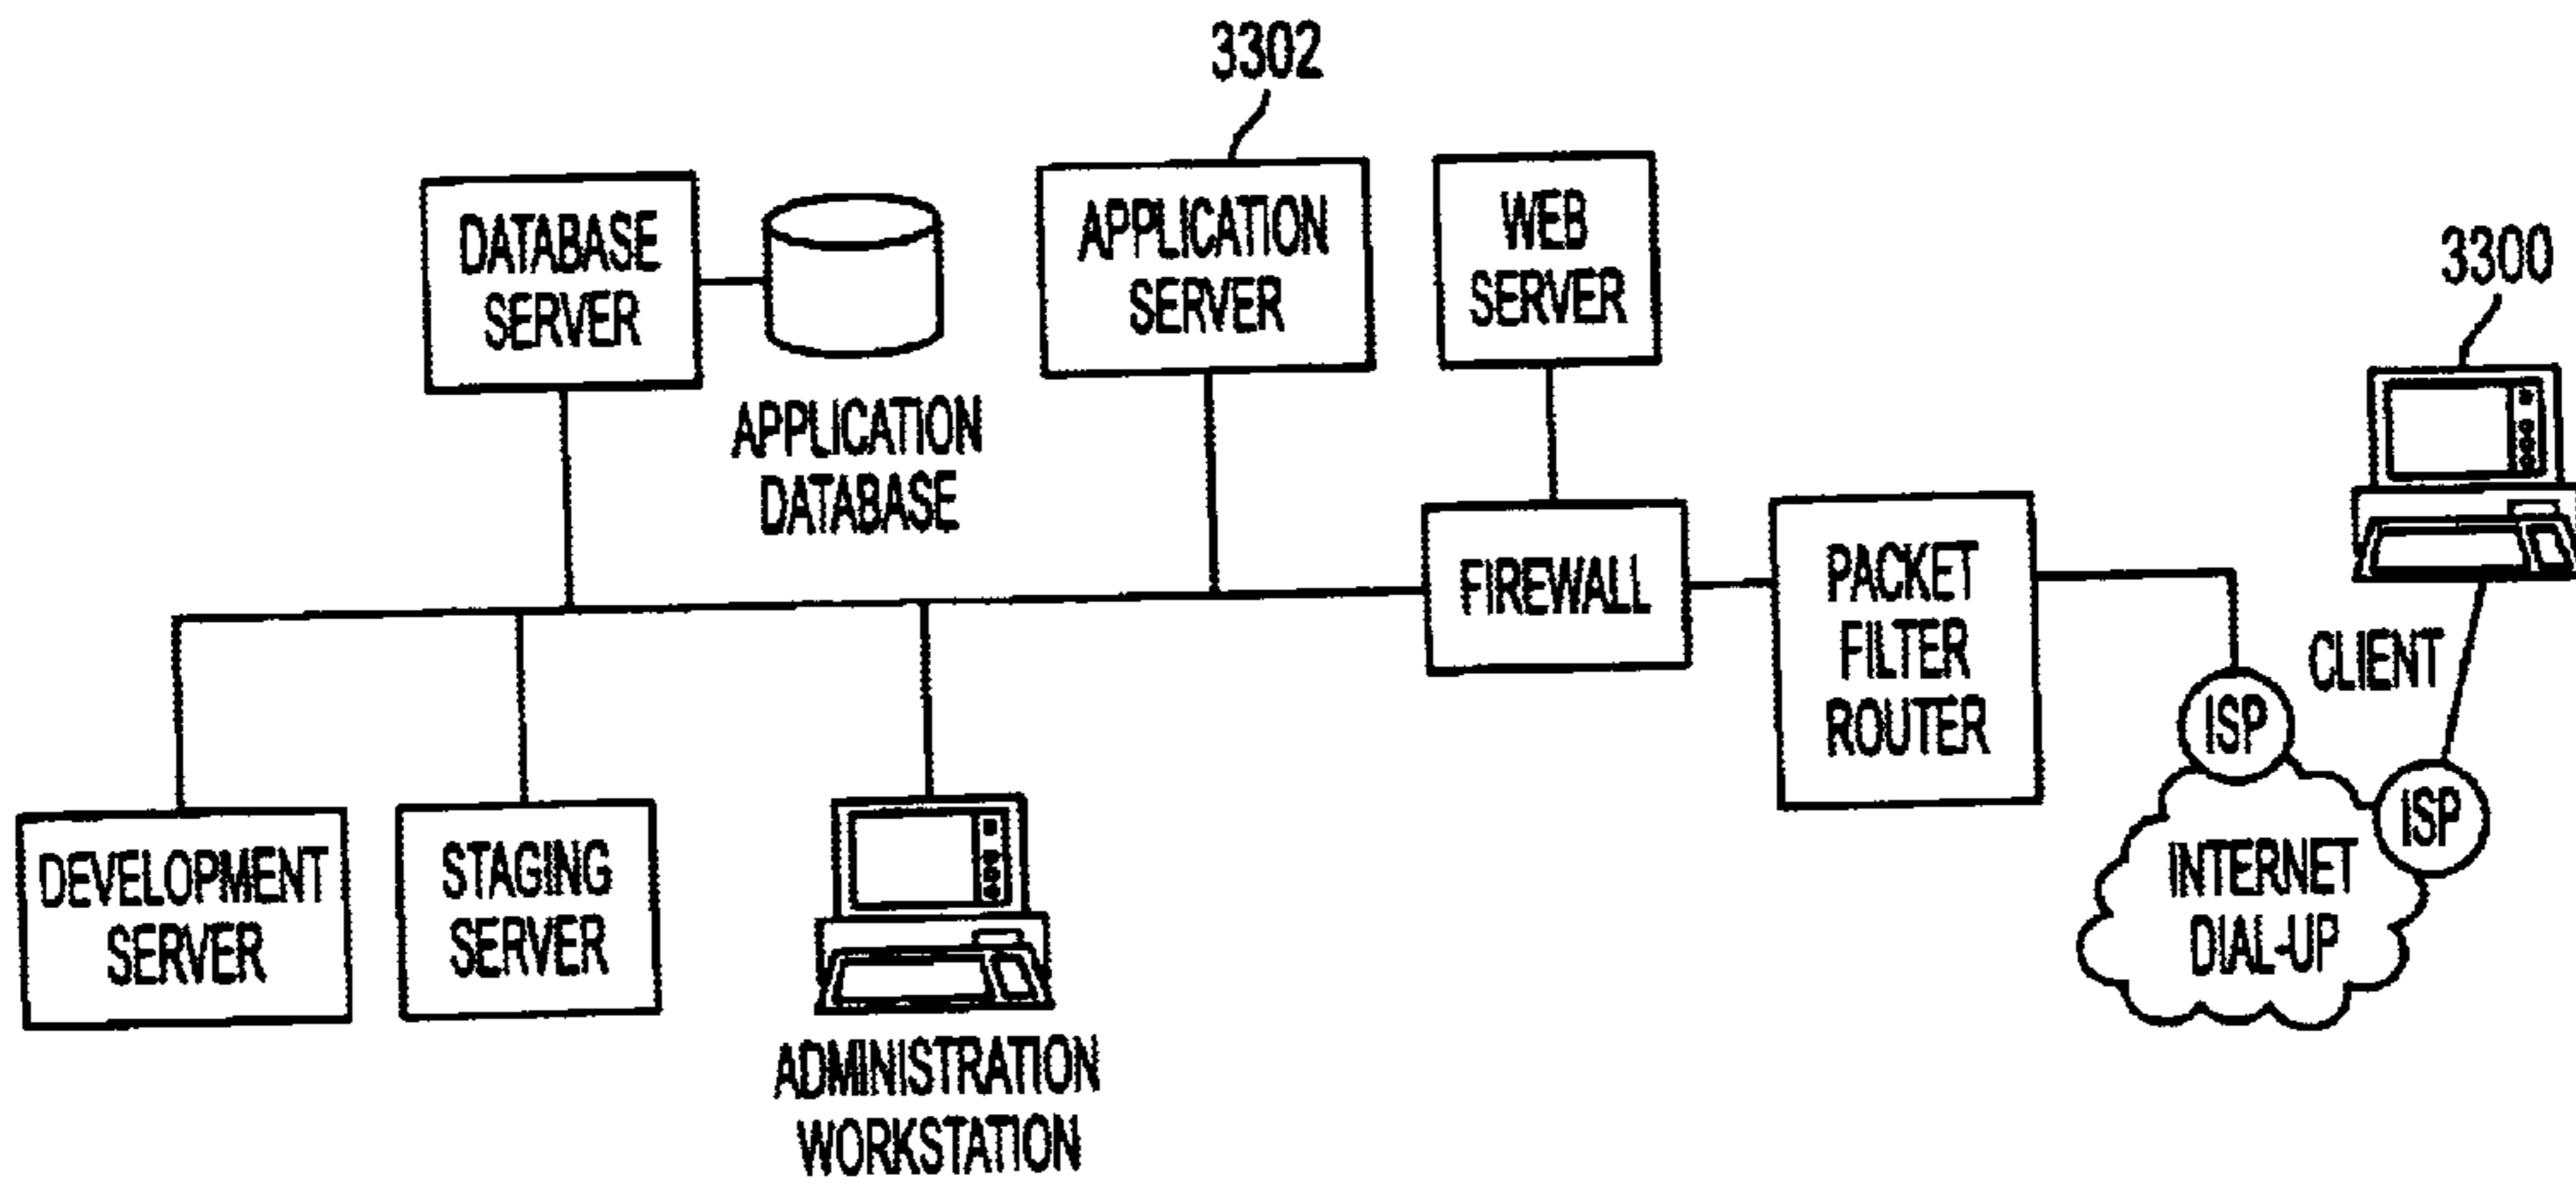 3302
DATABASE
SERVER
APPLICATION
DATABASE
APPLICATION
SERVER
WEB
SERVER
3300
FIREWALL
PACKET
FILTER
ROUTER
CLIENT
ISP
ISP
INTERNET
DIAL-UP
DEVELOPMENT
SERVER
STAGING
SERVER
ADMINISTRATION
WORKSTATION